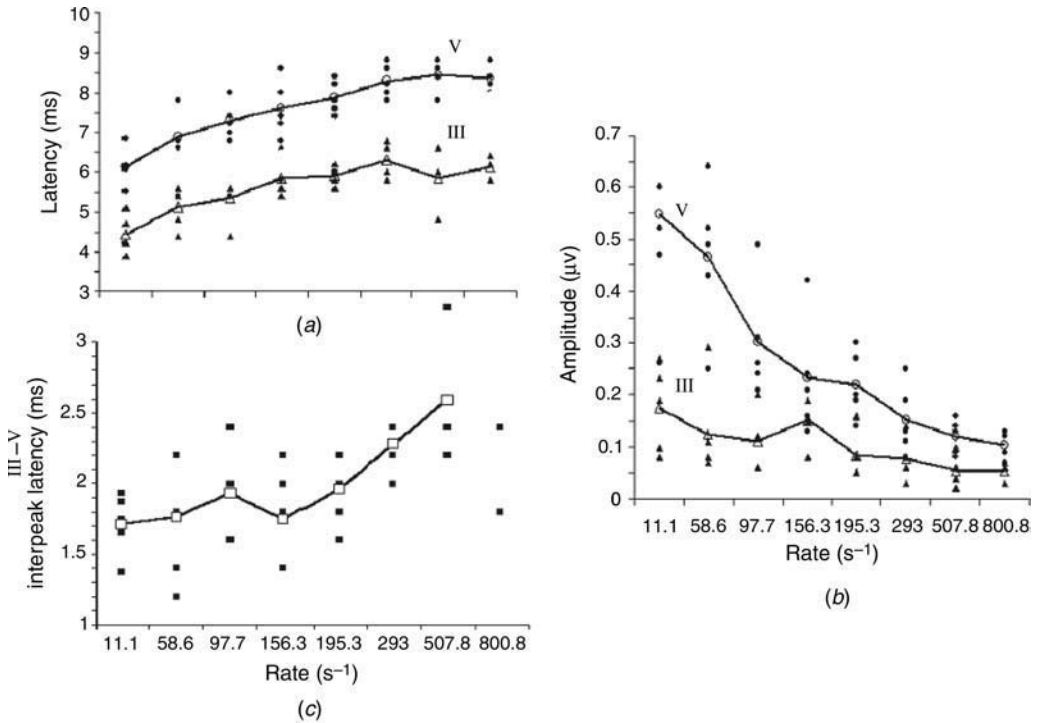 10
9
8
7
6
5
4
3
Latency (ms)
V
III
(a)
3
2.5
2
1.5
1
III–V
interpeak latency (ms)
11.1 58.6 97.7 156.3 195.3 293 507.8 800.8
Rate (s–1)
(c)
0.7
0.6
0.5
0.4
0.3
0.2
0.1
0
Amplitude (μv)
V
III
11.1 58.6 97.7 156.3 195.3 293 507.8 800.8
Rate (s–1)
(b)